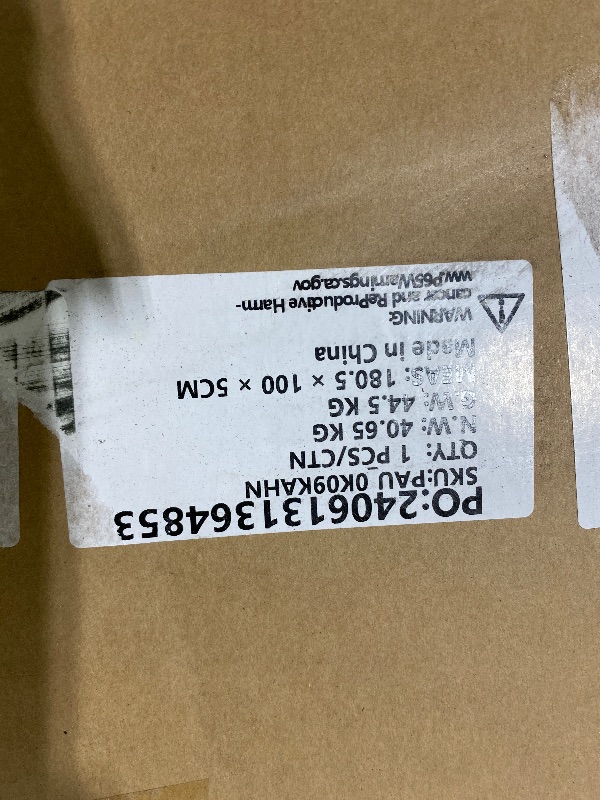 PO:2406131364853
SKU:PAU_0K09KAHN
QTY: 1 PCS/CTN
N.W: 40.65 KG
G.W: 44.5 KG
MEAS: 180.5 × 100 × 5CM
Made in China
WARNING:
cancer and ReProductive Harm-
www.P65Warnings.ca.gov